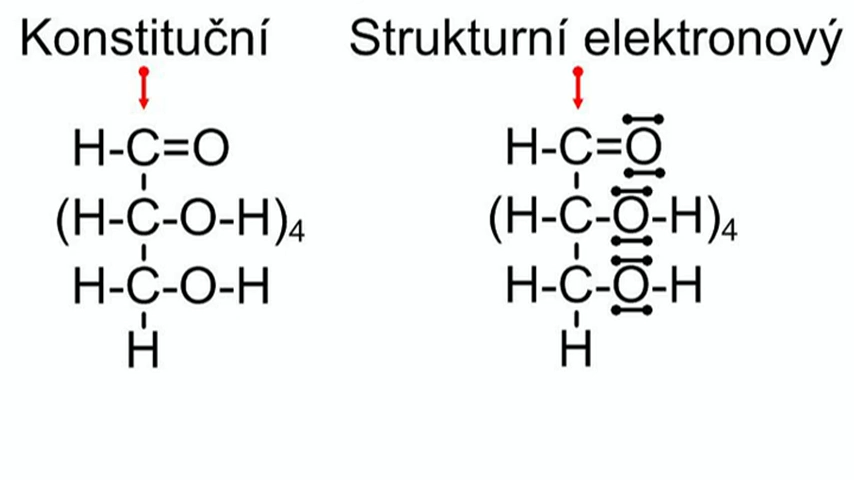 Konstituční
Strukturní elektronový
H-C=O
(H-C-O-H)4
H-C-O-H
H
H-C=O
(H-C-O-H)4
H-C-O-H
H